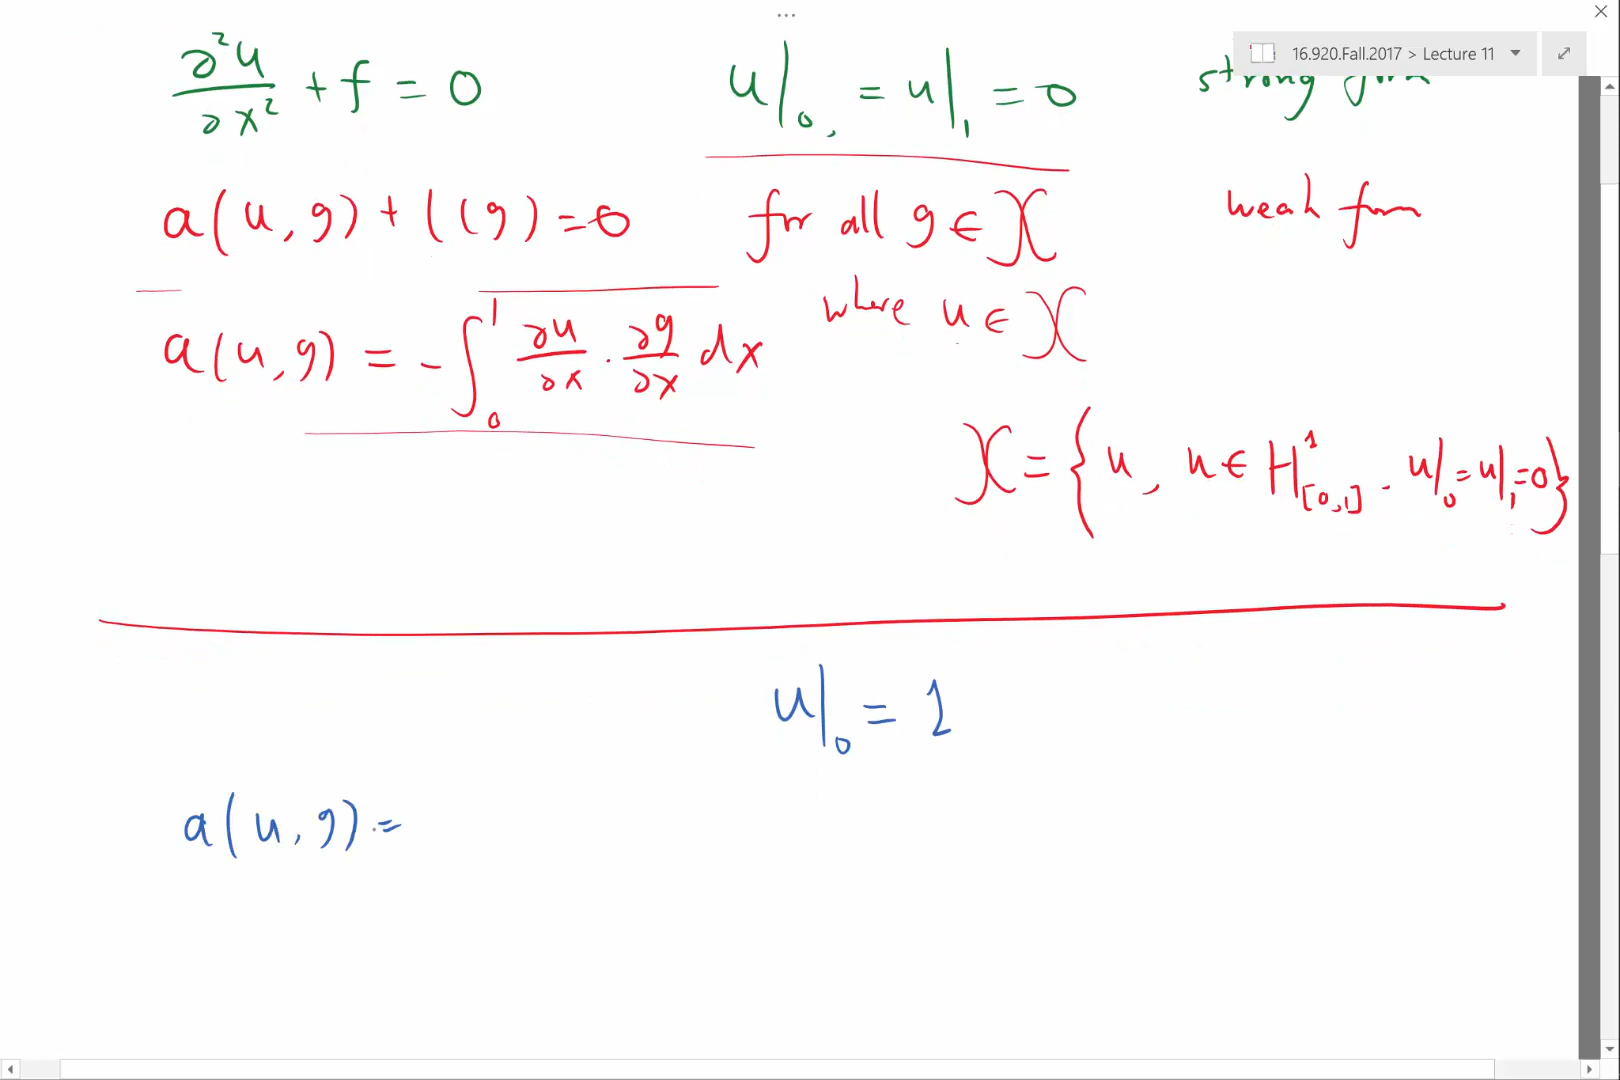 16.920.Fall.2017 > Lecture 11
∂²u/∂x² + f = 0    u|₀, = u|₁ = 0    strong form
a(u, g) + l(g) = 0    for all g ∈ X    weak form
where u ∈ X
a(u, g) = -∫₀¹ ∂u/∂x · ∂g/∂x dx
X = {u, u ∈ H¹[0,1] . u|₀ = u|₁ = 0}
u|₀ = 1
a(u, g) =